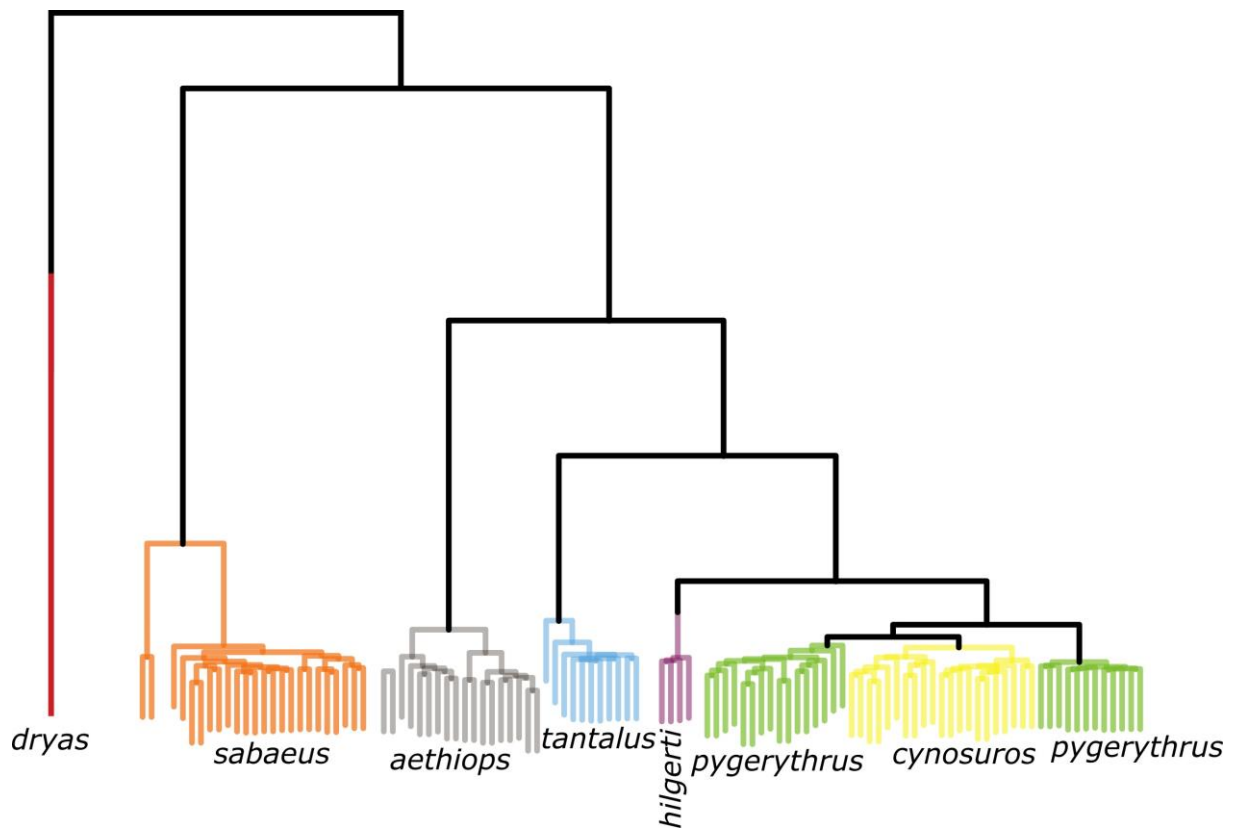 dryas
sabaeus
aethiops
tantalus
hilgerti
pygerythrus
cynosuros
pygerythrus